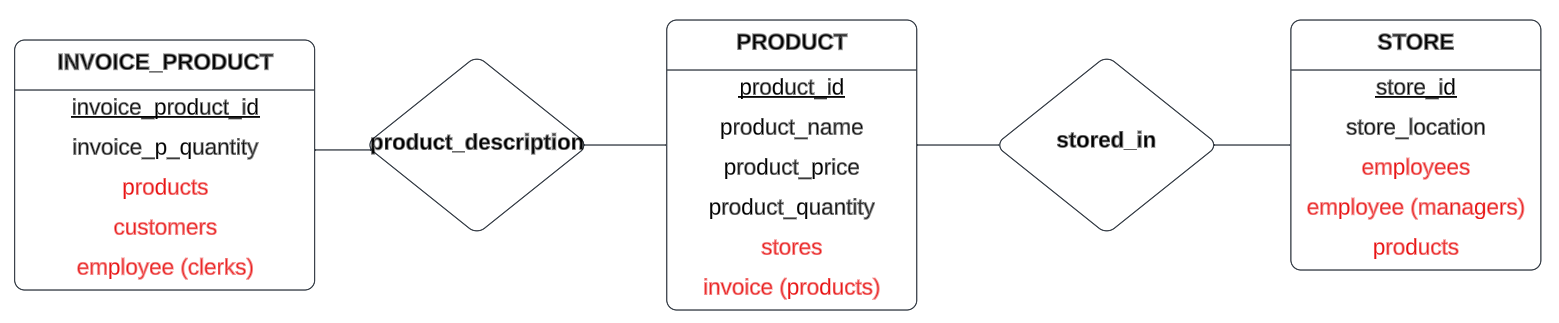 INVOICE_PRODUCT
invoice_product_id
invoice_p_quantity
products
customers
employee (clerks)
product_description
PRODUCT
product_id
product_name
product_price
product_quantity
stores
invoice (products)
stored_in
STORE
store_id
store_location
employees
employee (managers)
products